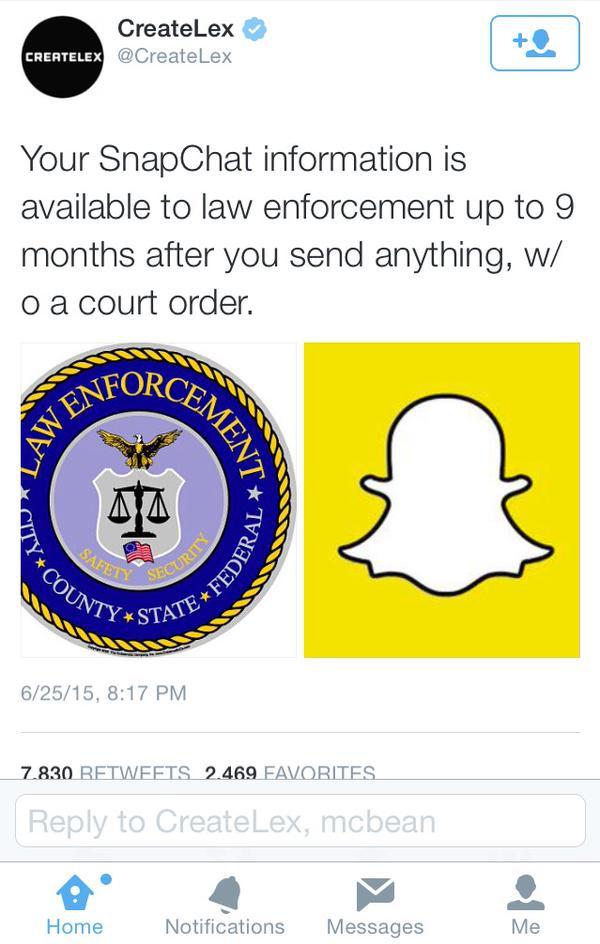 CREATELEX
CreateLex
@CreateLex
Your SnapChat information is
available to law enforcement up to 9
months after you send anything, w/
o a court order.
LAW ENFORCEMENT
SAFETY SECURITY
CITY ★ COUNTY ★ STATE ★ FEDERAL
6/25/15, 8:17 PM
7,830 RETWEETS 2,469 FAVORITES
Reply to CreateLex, mcbean
Home
Notifications
Messages
Me